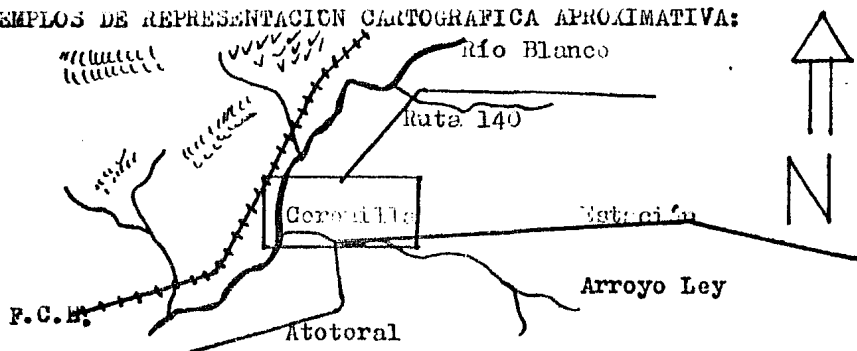 EMPLOS DE REPRESENTACION CARTOGRAFICA APROXIMATIVA:
Río Blanco
Ruta 140
N
Estación
Arroyo Ley
Atotoral